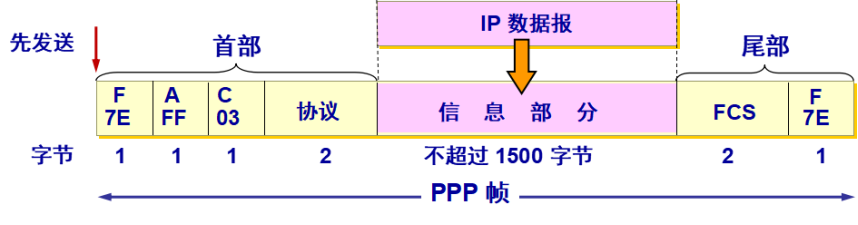 IP 数据报
先发送
首部
尾部
F A C F
7E FF 03 协议 信 息 部 分 FCS 7E
字节 1 1 1 2 不超过 1500 字节 2 1
PPP 帧